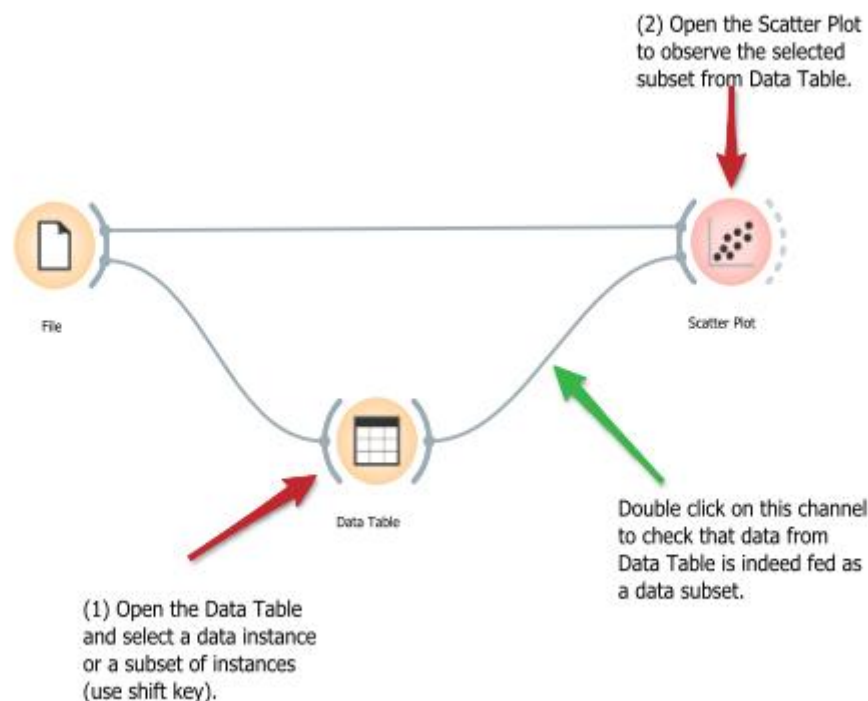 (2) Open the Scatter Plot
to observe the selected
subset from Data Table.
File
Scatter Plot
Data Table
Double click on this channel
to check that data from
Data Table is indeed fed as
a data subset.
(1) Open the Data Table
and select a data instance
or a subset of instances
(use shift key).